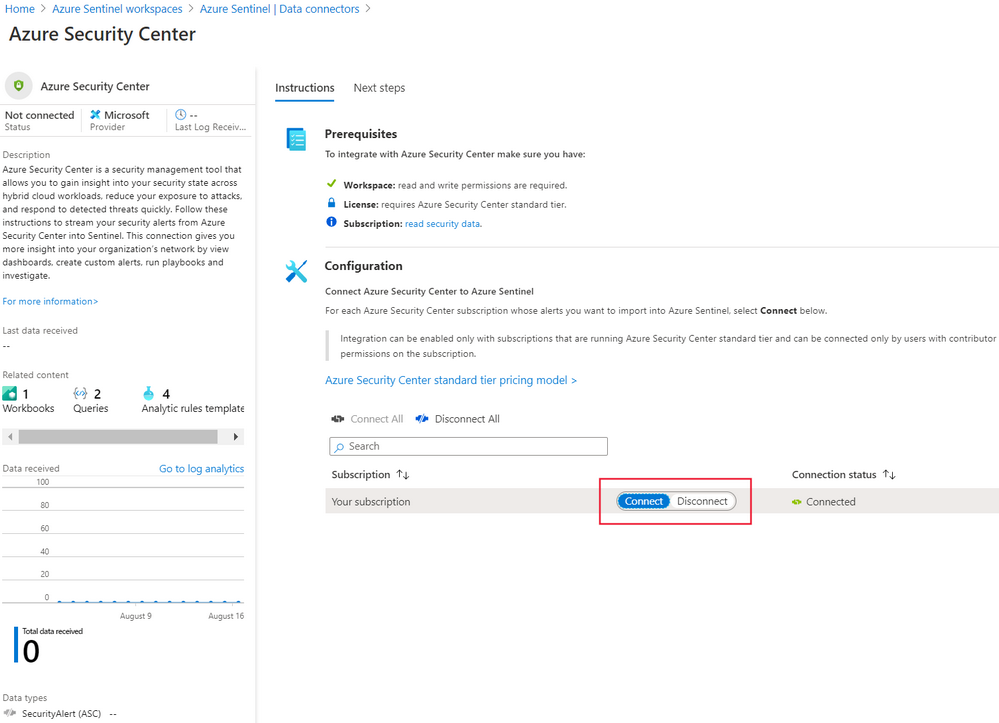 Home > Azure Sentinel workspaces > Azure Sentinel | Data connectors >
Azure Security Center
Azure Security Center
Not connected
Status
Microsoft
Provider
--
Last Log Receiv...
Description
Azure Security Center is a security management tool that
allows you to gain insight into your security state across
hybrid cloud workloads, reduce your exposure to attacks,
and respond to detected threats quickly. Follow these
instructions to stream your security alerts from Azure
Security Center into Sentinel. This connection gives you
more insight into your organization's network by view
dashboards, create custom alerts, run playbooks and
investigate.
For more information>
Last data received
--
Related content
1
Workbooks
2
Queries
4
Analytic rules template
Data received
Go to log analytics
100
80
60
40
20
0
August 9
August 16
Total data received
0
Data types
SecurityAlert (ASC) --
Instructions
Next steps
Prerequisites
To integrate with Azure Security Center make sure you have:
Workspace: read and write permissions are required.
License: requires Azure Security Center standard tier.
Subscription: read security data.
Configuration
Connect Azure Security Center to Azure Sentinel
For each Azure Security Center subscription whose alerts you want to import into Azure Sentinel, select Connect below.
Integration can be enabled only with subscriptions that are running Azure Security Center standard tier and can be connected only by users with contributor
permissions on the subscription.
Azure Security Center standard tier pricing model >
Connect All
Disconnect All
Search
Subscription ↑↓
Connection status ↑↓
Your subscription
Connect
Disconnect
Connected